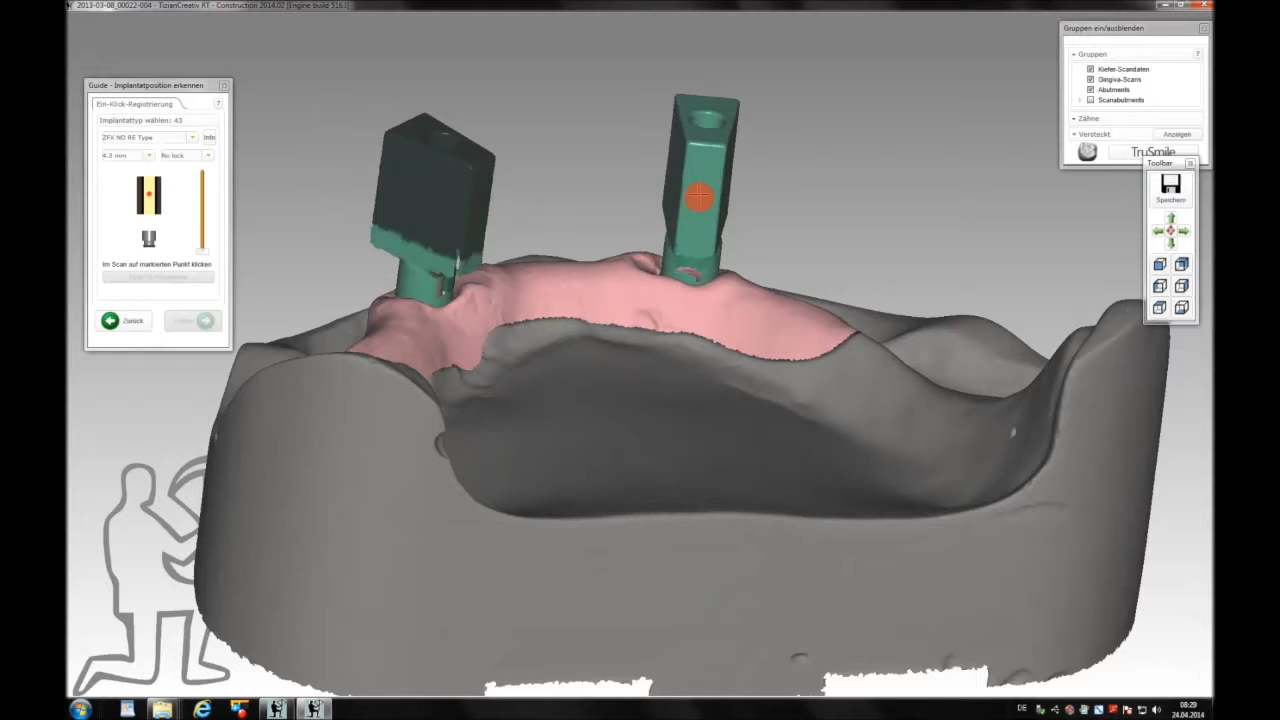 2013-03-08_00022-004 - TizianCreativ RT - Construction 2014.02 [Engine build 5163]
Gruppen ein/ausblenden
Gruppen
?
Kiefer-Scandaten
Gingiva-Scans
Abutments
Scanabutments
Zähne
Versteckt
Anzeigen
TruSmile
Toolbar
Speichern
Guide - Implantatposition erkennen
Ein-Klick-Registrierung
?
Implantattyp wählen: 43
ZFX NO RE Type
Info
4.3 mm
No lock
Im Scan auf markierten Punkt klicken
Zurück
DE
08:29
24.04.2014